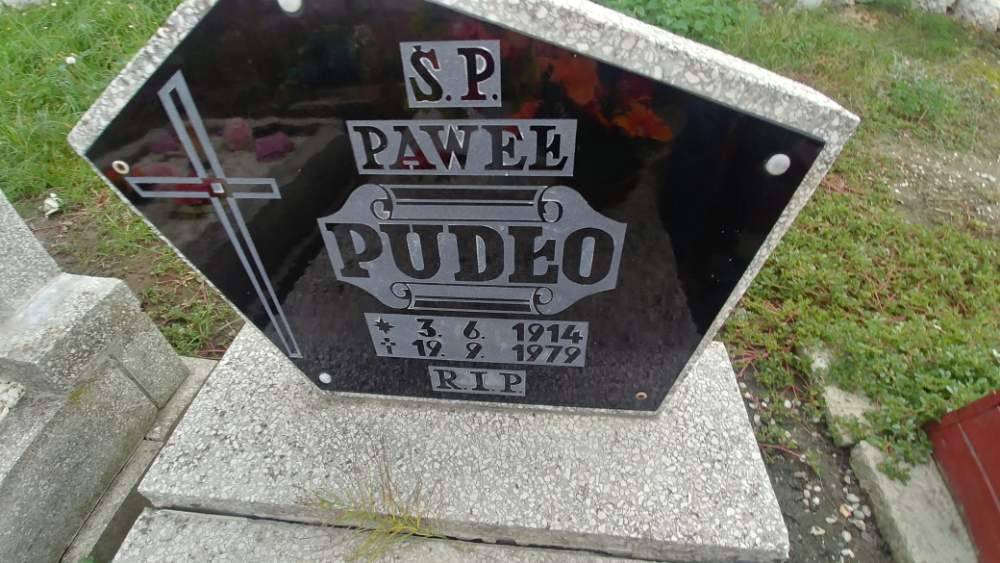 Ś.P.
PAWEŁ
PUDŁO
* 3. 6. 1914
† 19. 9. 1979
R.I.P.